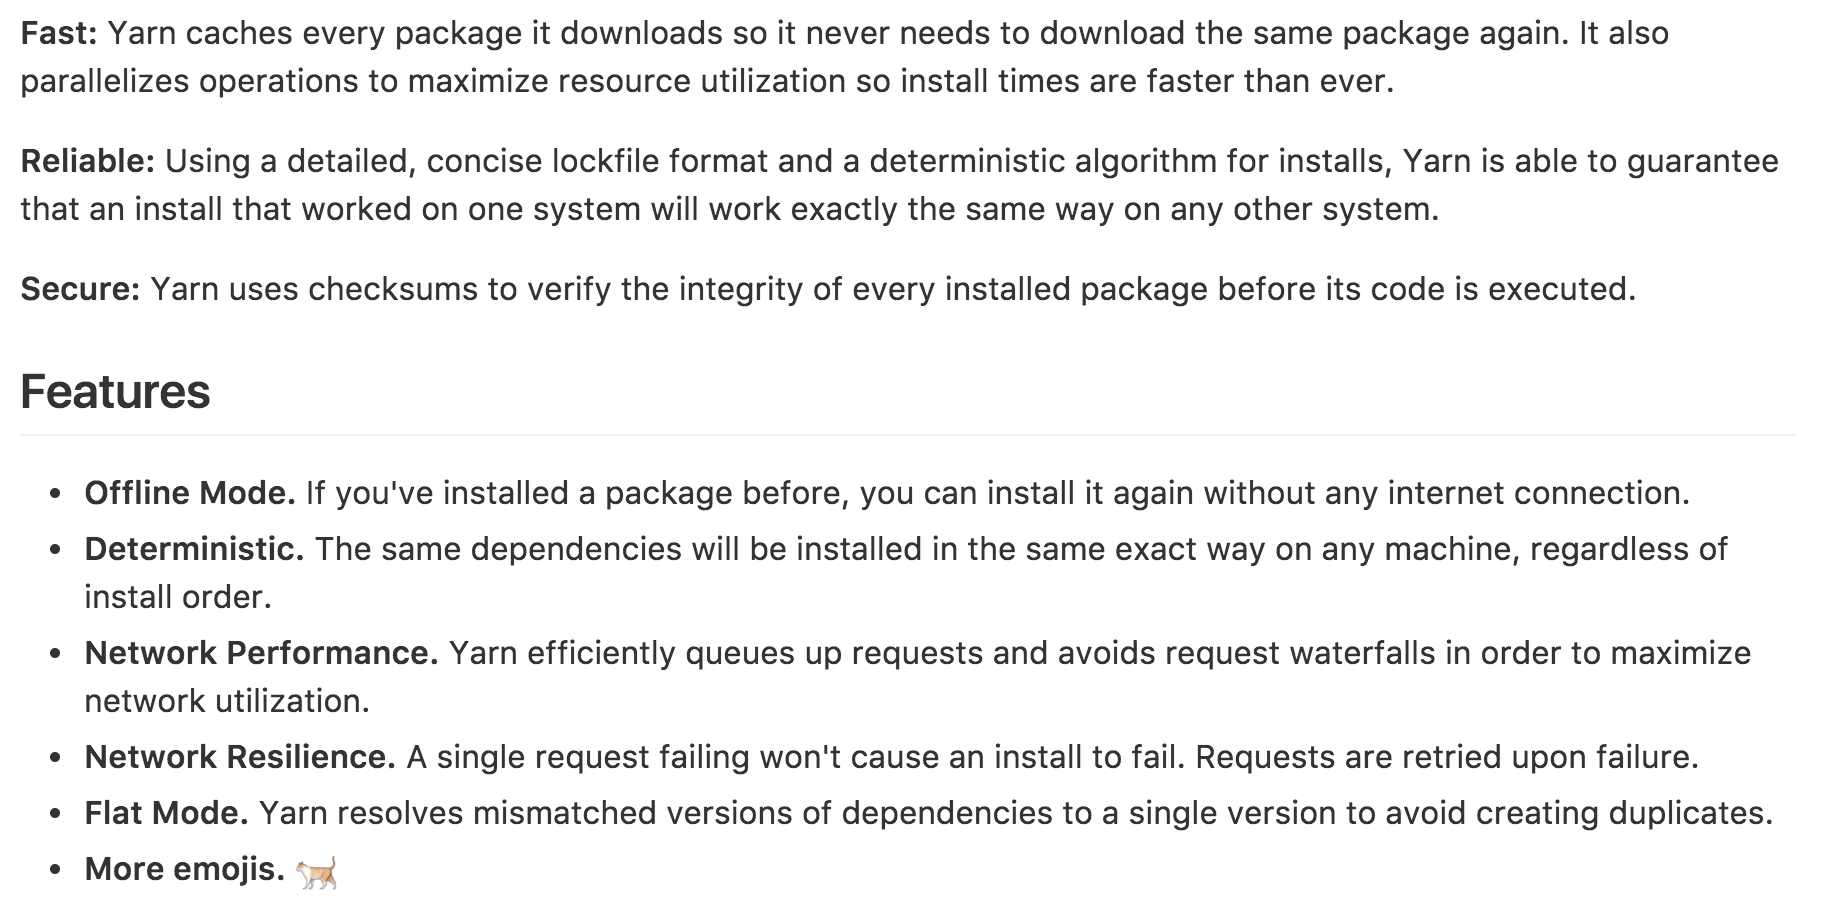 Fast: Yarn caches every package it downloads so it never needs to download the same package again. It also
parallelizes operations to maximize resource utilization so install times are faster than ever.
Reliable: Using a detailed, concise lockfile format and a deterministic algorithm for installs, Yarn is able to guarantee
that an install that worked on one system will work exactly the same way on any other system.
Secure: Yarn uses checksums to verify the integrity of every installed package before its code is executed.
Features
• Offline Mode. If you've installed a package before, you can install it again without any internet connection.
• Deterministic. The same dependencies will be installed in the same exact way on any machine, regardless of
install order.
• Network Performance. Yarn efficiently queues up requests and avoids request waterfalls in order to maximize
network utilization.
• Network Resilience. A single request failing won't cause an install to fail. Requests are retried upon failure.
• Flat Mode. Yarn resolves mismatched versions of dependencies to a single version to avoid creating duplicates.
• More emojis. 🐈